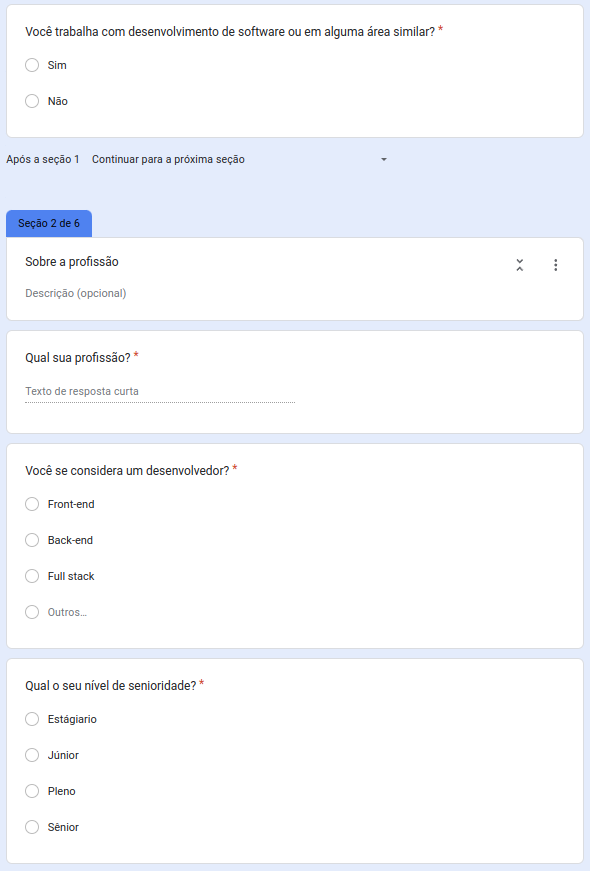 Você trabalha com desenvolvimento de software ou em alguma área similar? *
Sim
Não
Após a seção 1 Continuar para a próxima seção
Seção 2 de 6
Sobre a profissão
Descrição (opcional)
Qual sua profissão? *
Texto de resposta curta
Você se considera um desenvolvedor? *
Front-end
Back-end
Full stack
Outros...
Qual o seu nível de senioridade? *
Estágiario
Júnior
Pleno
Sênior